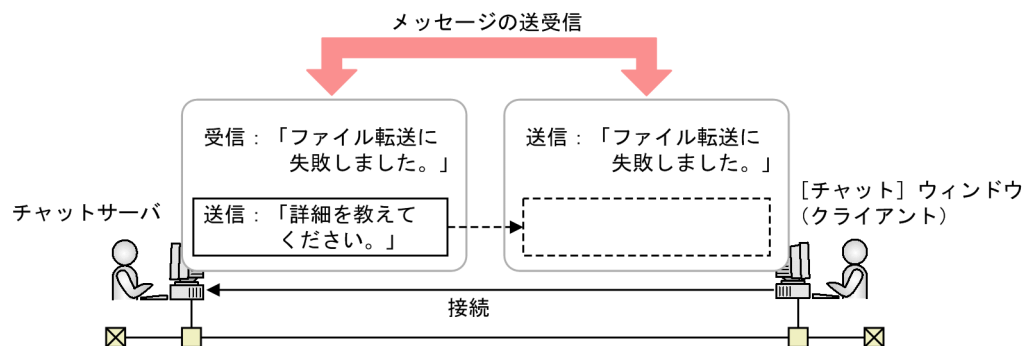 メッセージの送受信
受信：「ファイル転送に
失敗しました。」
送信：「ファイル転送に
失敗しました。」
チャットサーバ
送信：「詳細を教えて
ください。」
［チャット］ウィンドウ
（クライアント）
接続